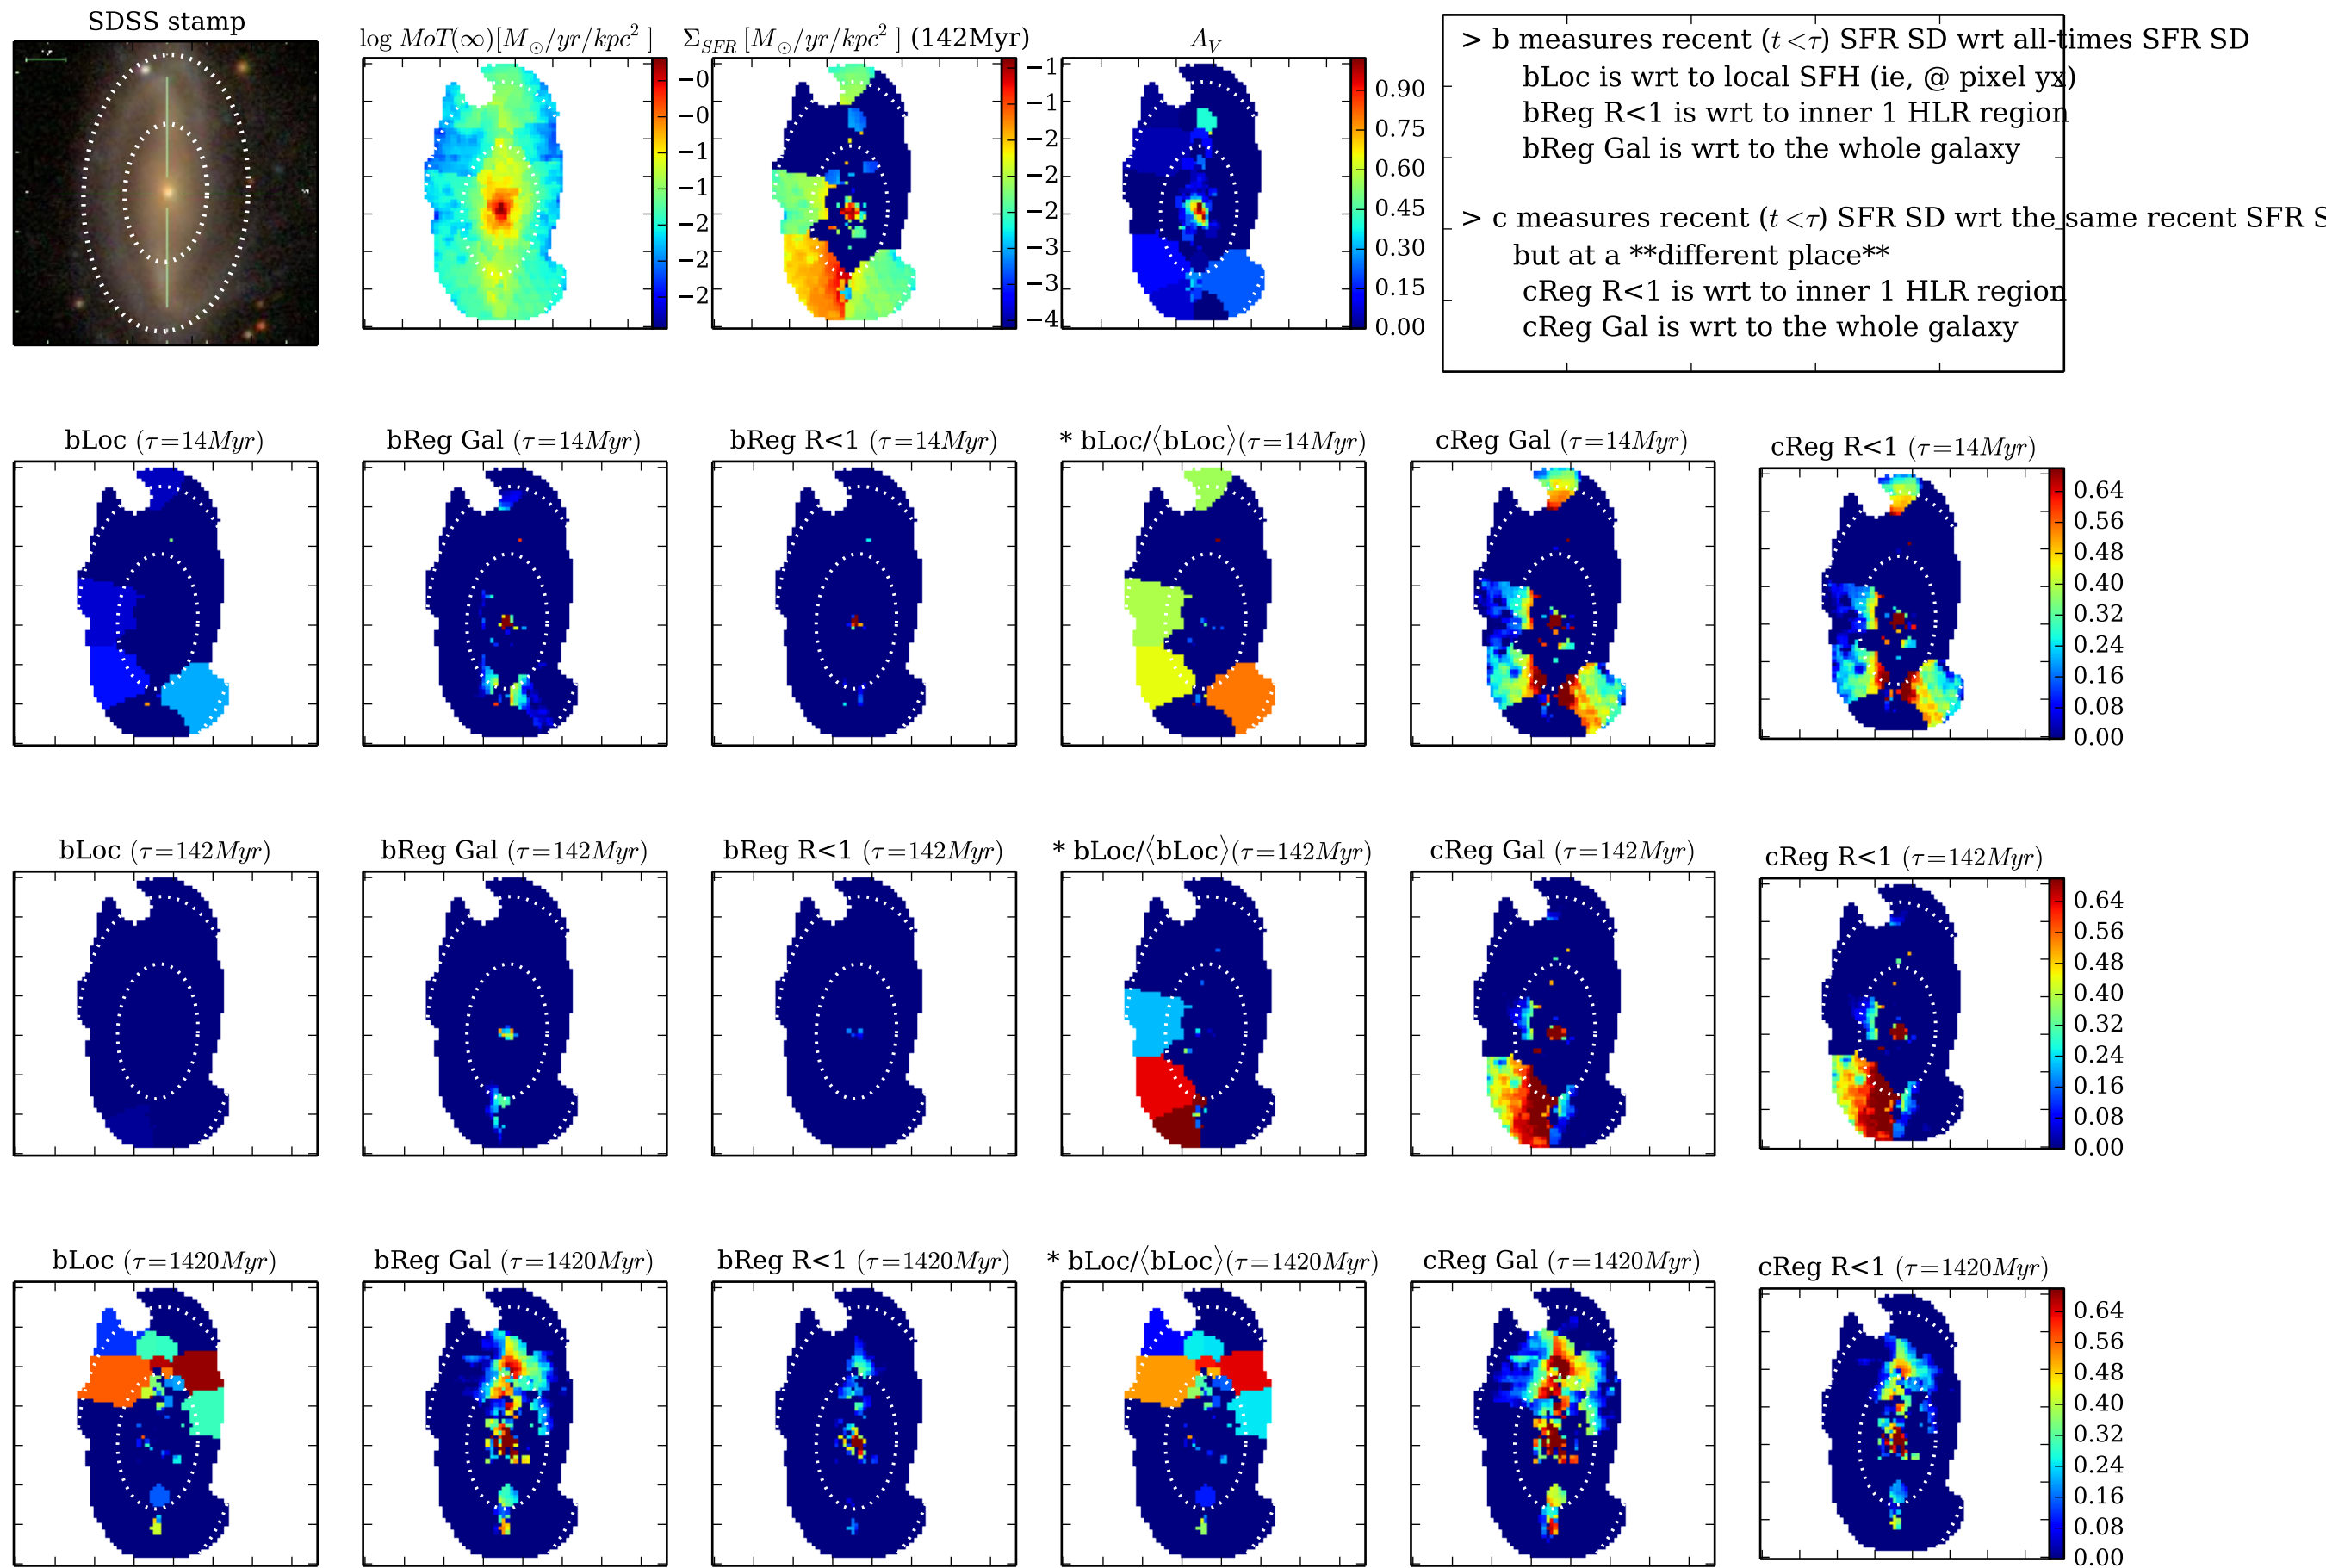 SDSS stamp
log MoT(∞)[M⊙/yr/kpc² ]
Σ_SFR [M⊙/yr/kpc² ] (142Myr)
A_V
−0
−0
−1
−1
−2
−2
−2
−1
−1
−2
−2
−2
−3
−3
−4
0.90
0.75
0.60
0.45
0.30
0.15
0.00
> b measures recent (t <τ) SFR SD wrt all-times SFR SD
bLoc is wrt to local SFH (ie, @ pixel yx)
bReg R<1 is wrt to inner 1 HLR region
bReg Gal is wrt to the whole galaxy
> c measures recent (t <τ) SFR SD wrt the same recent SFR S
but at a **different place**
cReg R<1 is wrt to inner 1 HLR region
cReg Gal is wrt to the whole galaxy
bLoc (τ=14Myr)
bReg Gal (τ=14Myr)
bReg R<1 (τ=14Myr)
* bLoc/⟨bLoc⟩(τ=14Myr)
cReg Gal (τ=14Myr)
cReg R<1 (τ=14Myr)
0.64
0.56
0.48
0.40
0.32
0.24
0.16
0.08
0.00
bLoc (τ=142Myr)
bReg Gal (τ=142Myr)
bReg R<1 (τ=142Myr)
* bLoc/⟨bLoc⟩(τ=142Myr)
cReg Gal (τ=142Myr)
cReg R<1 (τ=142Myr)
0.64
0.56
0.48
0.40
0.32
0.24
0.16
0.08
0.00
bLoc (τ=1420Myr)
bReg Gal (τ=1420Myr)
bReg R<1 (τ=1420Myr)
* bLoc/⟨bLoc⟩(τ=1420Myr)
cReg Gal (τ=1420Myr)
cReg R<1 (τ=1420Myr)
0.64
0.56
0.48
0.40
0.32
0.24
0.16
0.08
0.00